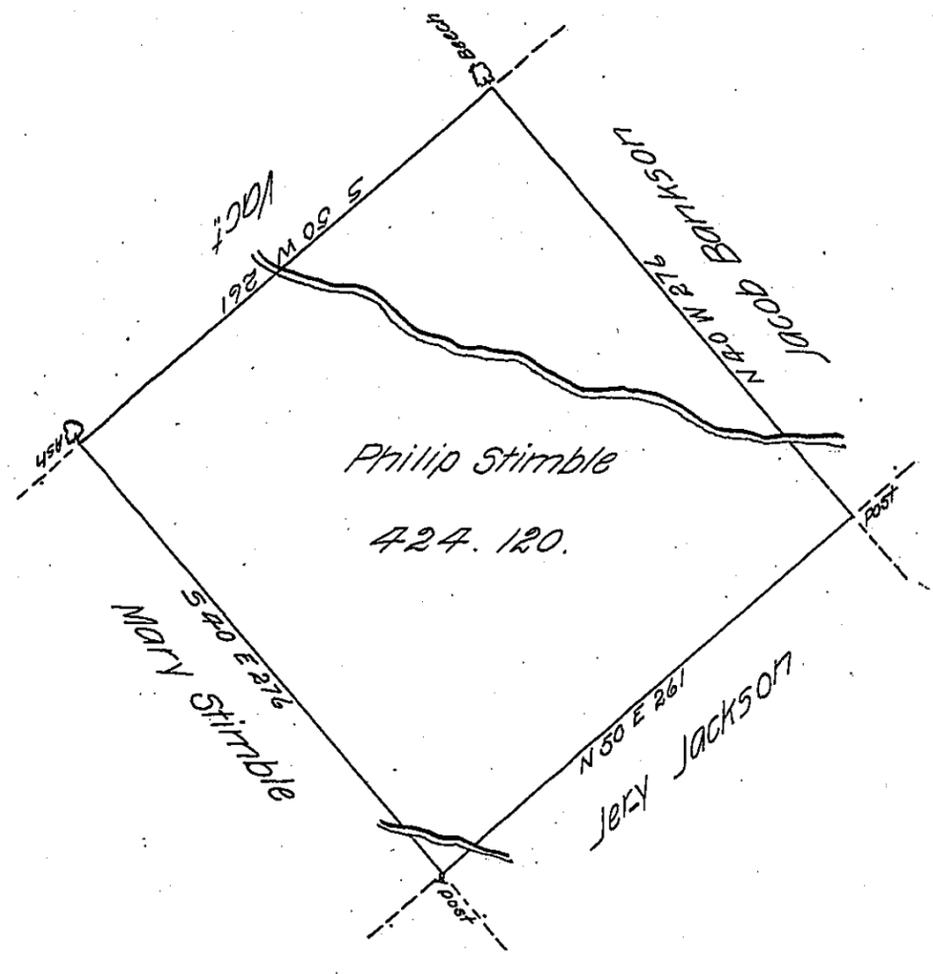 Beech
Jacob Bankson
N 40 W 276
Vac.t
S 50 W 261
Ash
Philip Stimble
424. 120.
post
S 40 E 276
Mary Stimble
N 50 E 261
Jery Jackson
post